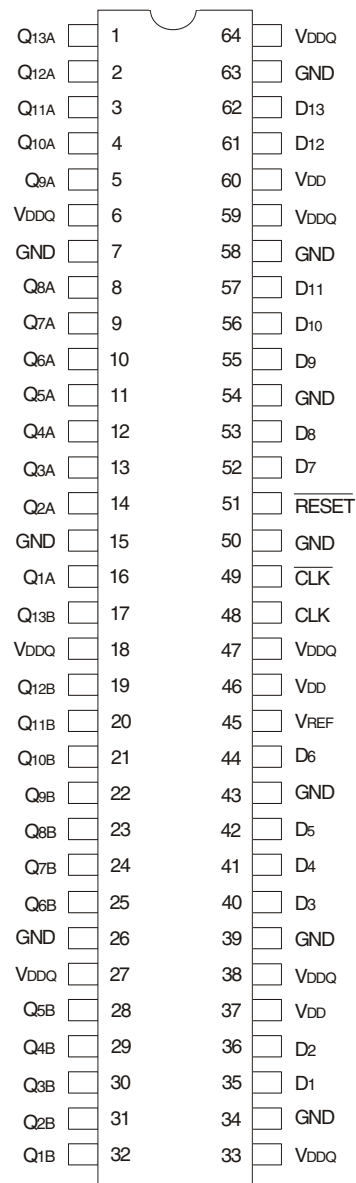 Q13A 1 64 VDDQ
Q12A 2 63 GND
Q11A 3 62 D13
Q10A 4 61 D12
Q9A 5 60 VDD
VDDQ 6 59 VDDQ
GND 7 58 GND
Q8A 8 57 D11
Q7A 9 56 D10
Q6A 10 55 D9
Q5A 11 54 GND
Q4A 12 53 D8
Q3A 13 52 D7
Q2A 14 51 RESET
GND 15 50 GND
Q1A 16 49 CLK
Q13B 17 48 CLK
VDDQ 18 47 VDDQ
Q12B 19 46 VDD
Q11B 20 45 VREF
Q10B 21 44 D6
Q9B 22 43 GND
Q8B 23 42 D5
Q7B 24 41 D4
Q6B 25 40 D3
GND 26 39 GND
VDDQ 27 38 VDDQ
Q5B 28 37 VDD
Q4B 29 36 D2
Q3B 30 35 D1
Q2B 31 34 GND
Q1B 32 33 VDDQ